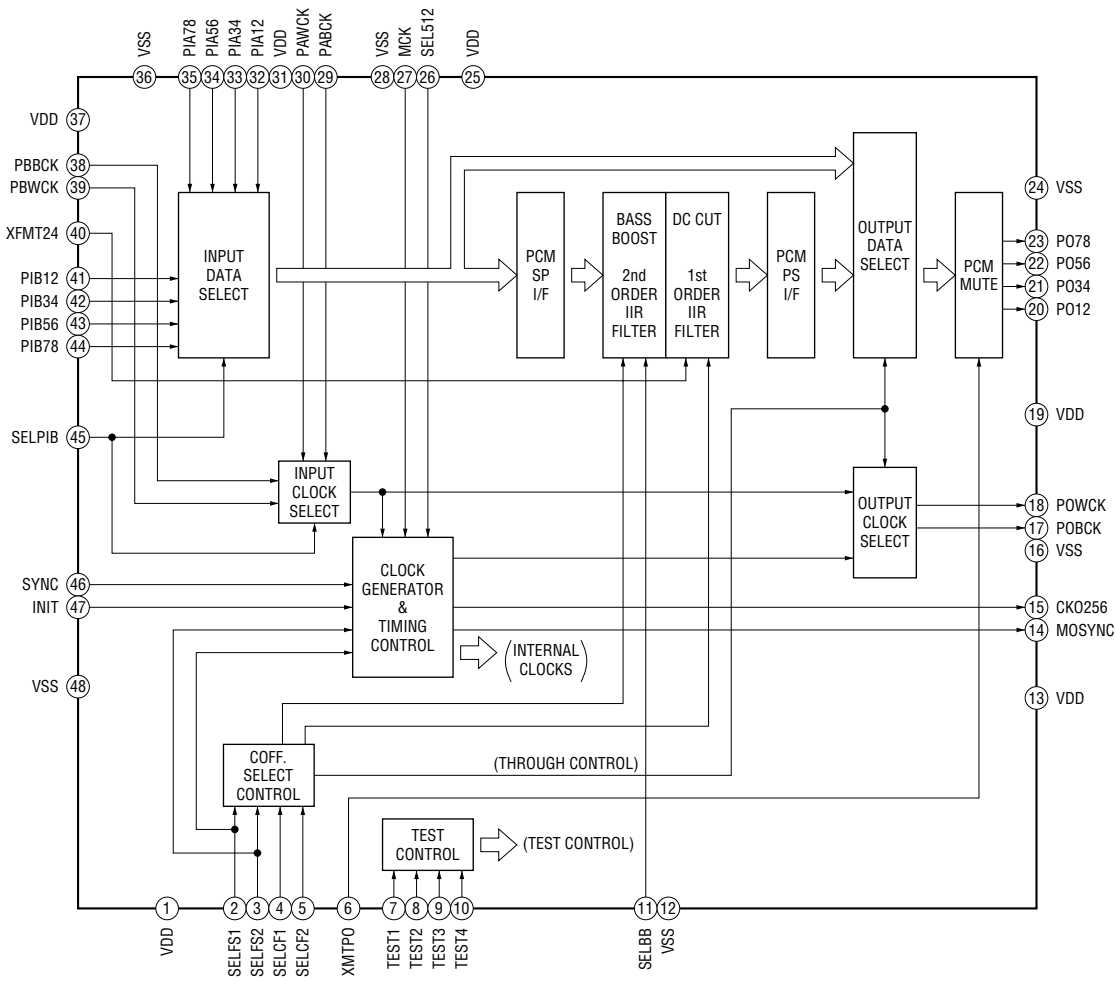 VSS
PIA78
PIA56
PIA34
PIA12
VDD
PAWCK
PABCK
VSS
MCK
SEL512
VDD
36
35
34
33
32
31
30
29
28
27
26
25
VDD 37
PBBCK 38
PBWCK 39
XFMT24 40
PIB12 41
PIB34 42
PIB56 43
PIB78 44
SELPIB 45
SYNC 46
INIT 47
VSS 48
INPUT
DATA
SELECT
PCM
SP
I/F
BASS
BOOST
2nd
ORDER
IIR
FILTER
DC CUT
1st
ORDER
IIR
FILTER
PCM
PS
I/F
OUTPUT
DATA
SELECT
PCM
MUTE
24 VSS
23 PO78
22 PO56
21 PO34
20 PO12
19 VDD
18 POWCK
17 POBCK
16 VSS
15 CKO256
14 MOSYNC
13 VDD
INPUT
CLOCK
SELECT
OUTPUT
CLOCK
SELECT
CLOCK
GENERATOR
&
TIMING
CONTROL
(INTERNAL
CLOCKS)
COFF.
SELECT
CONTROL
(THROUGH CONTROL)
TEST
CONTROL
(TEST CONTROL)
1
2
3
4
5
6
7
8
9
10
11
12
VDD
SELFS1
SELFS2
SELCF1
SELCF2
XMTPO
TEST1
TEST2
TEST3
TEST4
SELBB
VSS